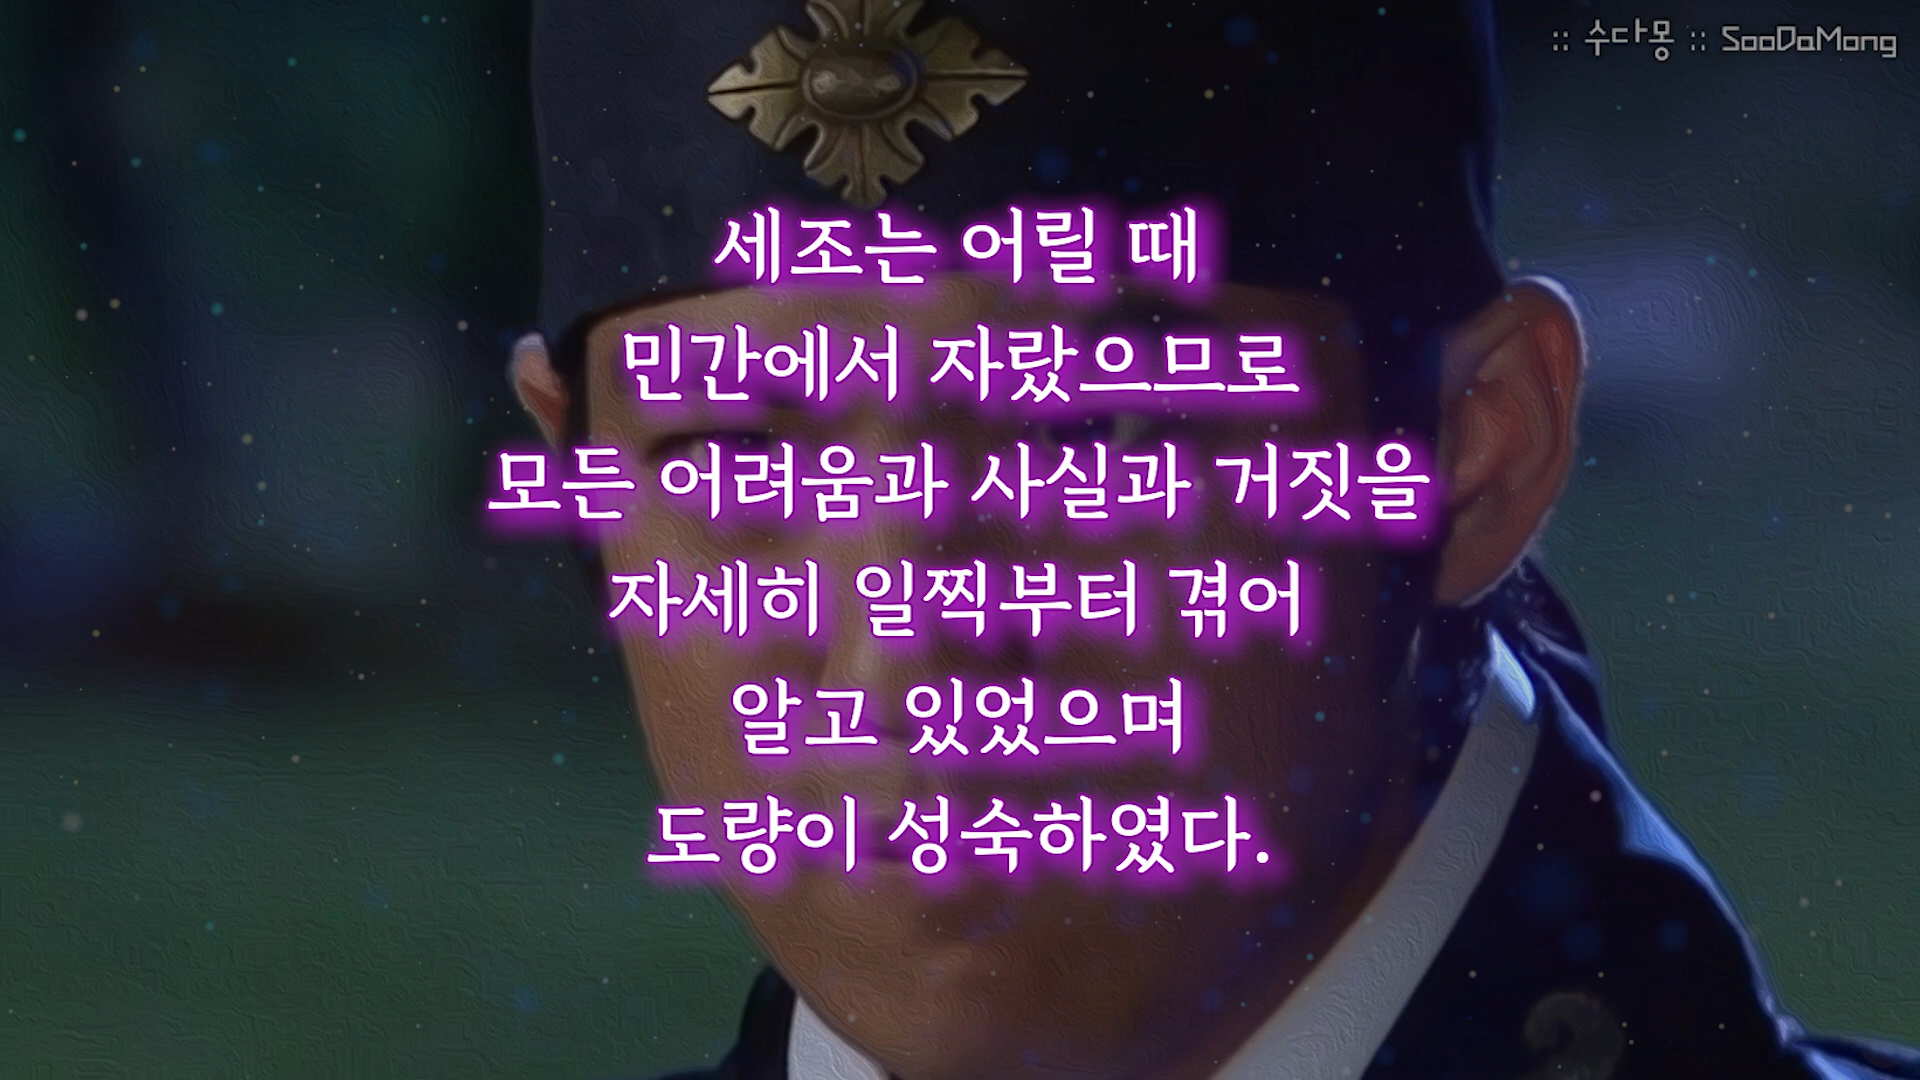 :: 수다몽 :: SooDaMong
세조는 어릴 때
민간에서 자랐으므로
모든 어려움과 사실과 거짓을
자세히 일찍부터 겪어
알고 있었으며
도량이 성숙하였다.